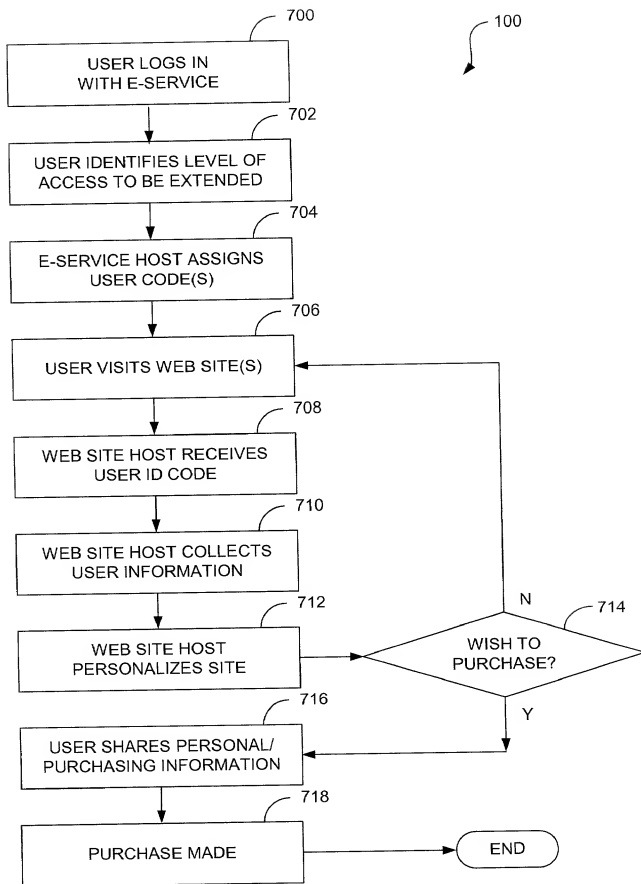 700
100
USER LOGS IN
WITH E-SERVICE
702
USER IDENTIFIES LEVEL OF
ACCESS TO BE EXTENDED
704
E-SERVICE HOST ASSIGNS
USER CODE(S)
706
USER VISITS WEB SITE(S)
708
WEB SITE HOST RECEIVES
USER ID CODE
710
WEB SITE HOST COLLECTS
USER INFORMATION
712
N
714
WEB SITE HOST
PERSONALIZES SITE
WISH TO
PURCHASE?
716
Y
USER SHARES PERSONAL/
PURCHASING INFORMATION
718
PURCHASE MADE
END